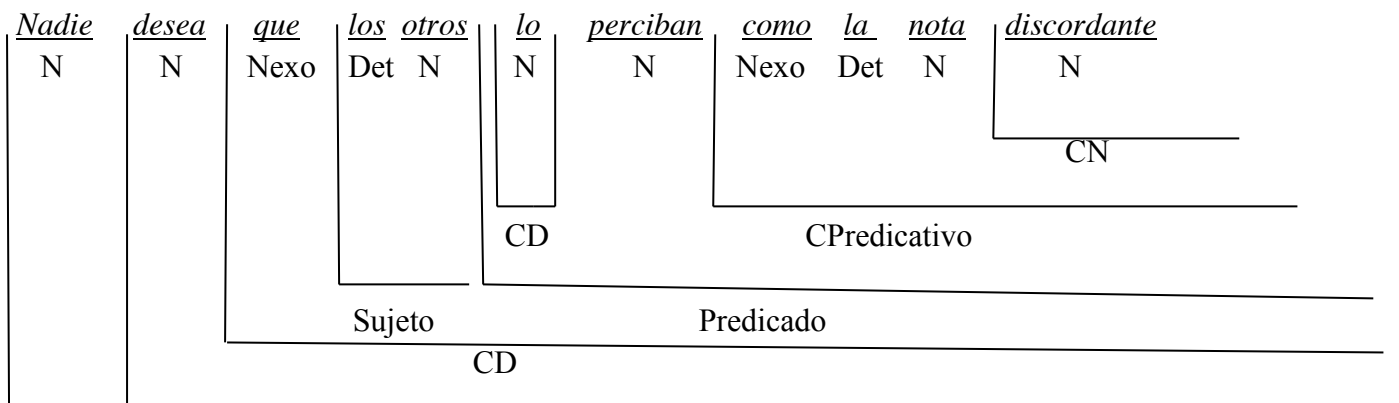 Nadie desea que los otros lo perciban como la nota discordante
N N Nexo Det N N N Nexo Det N N
CN
CD CPredicativo
Sujeto Predicado
CD